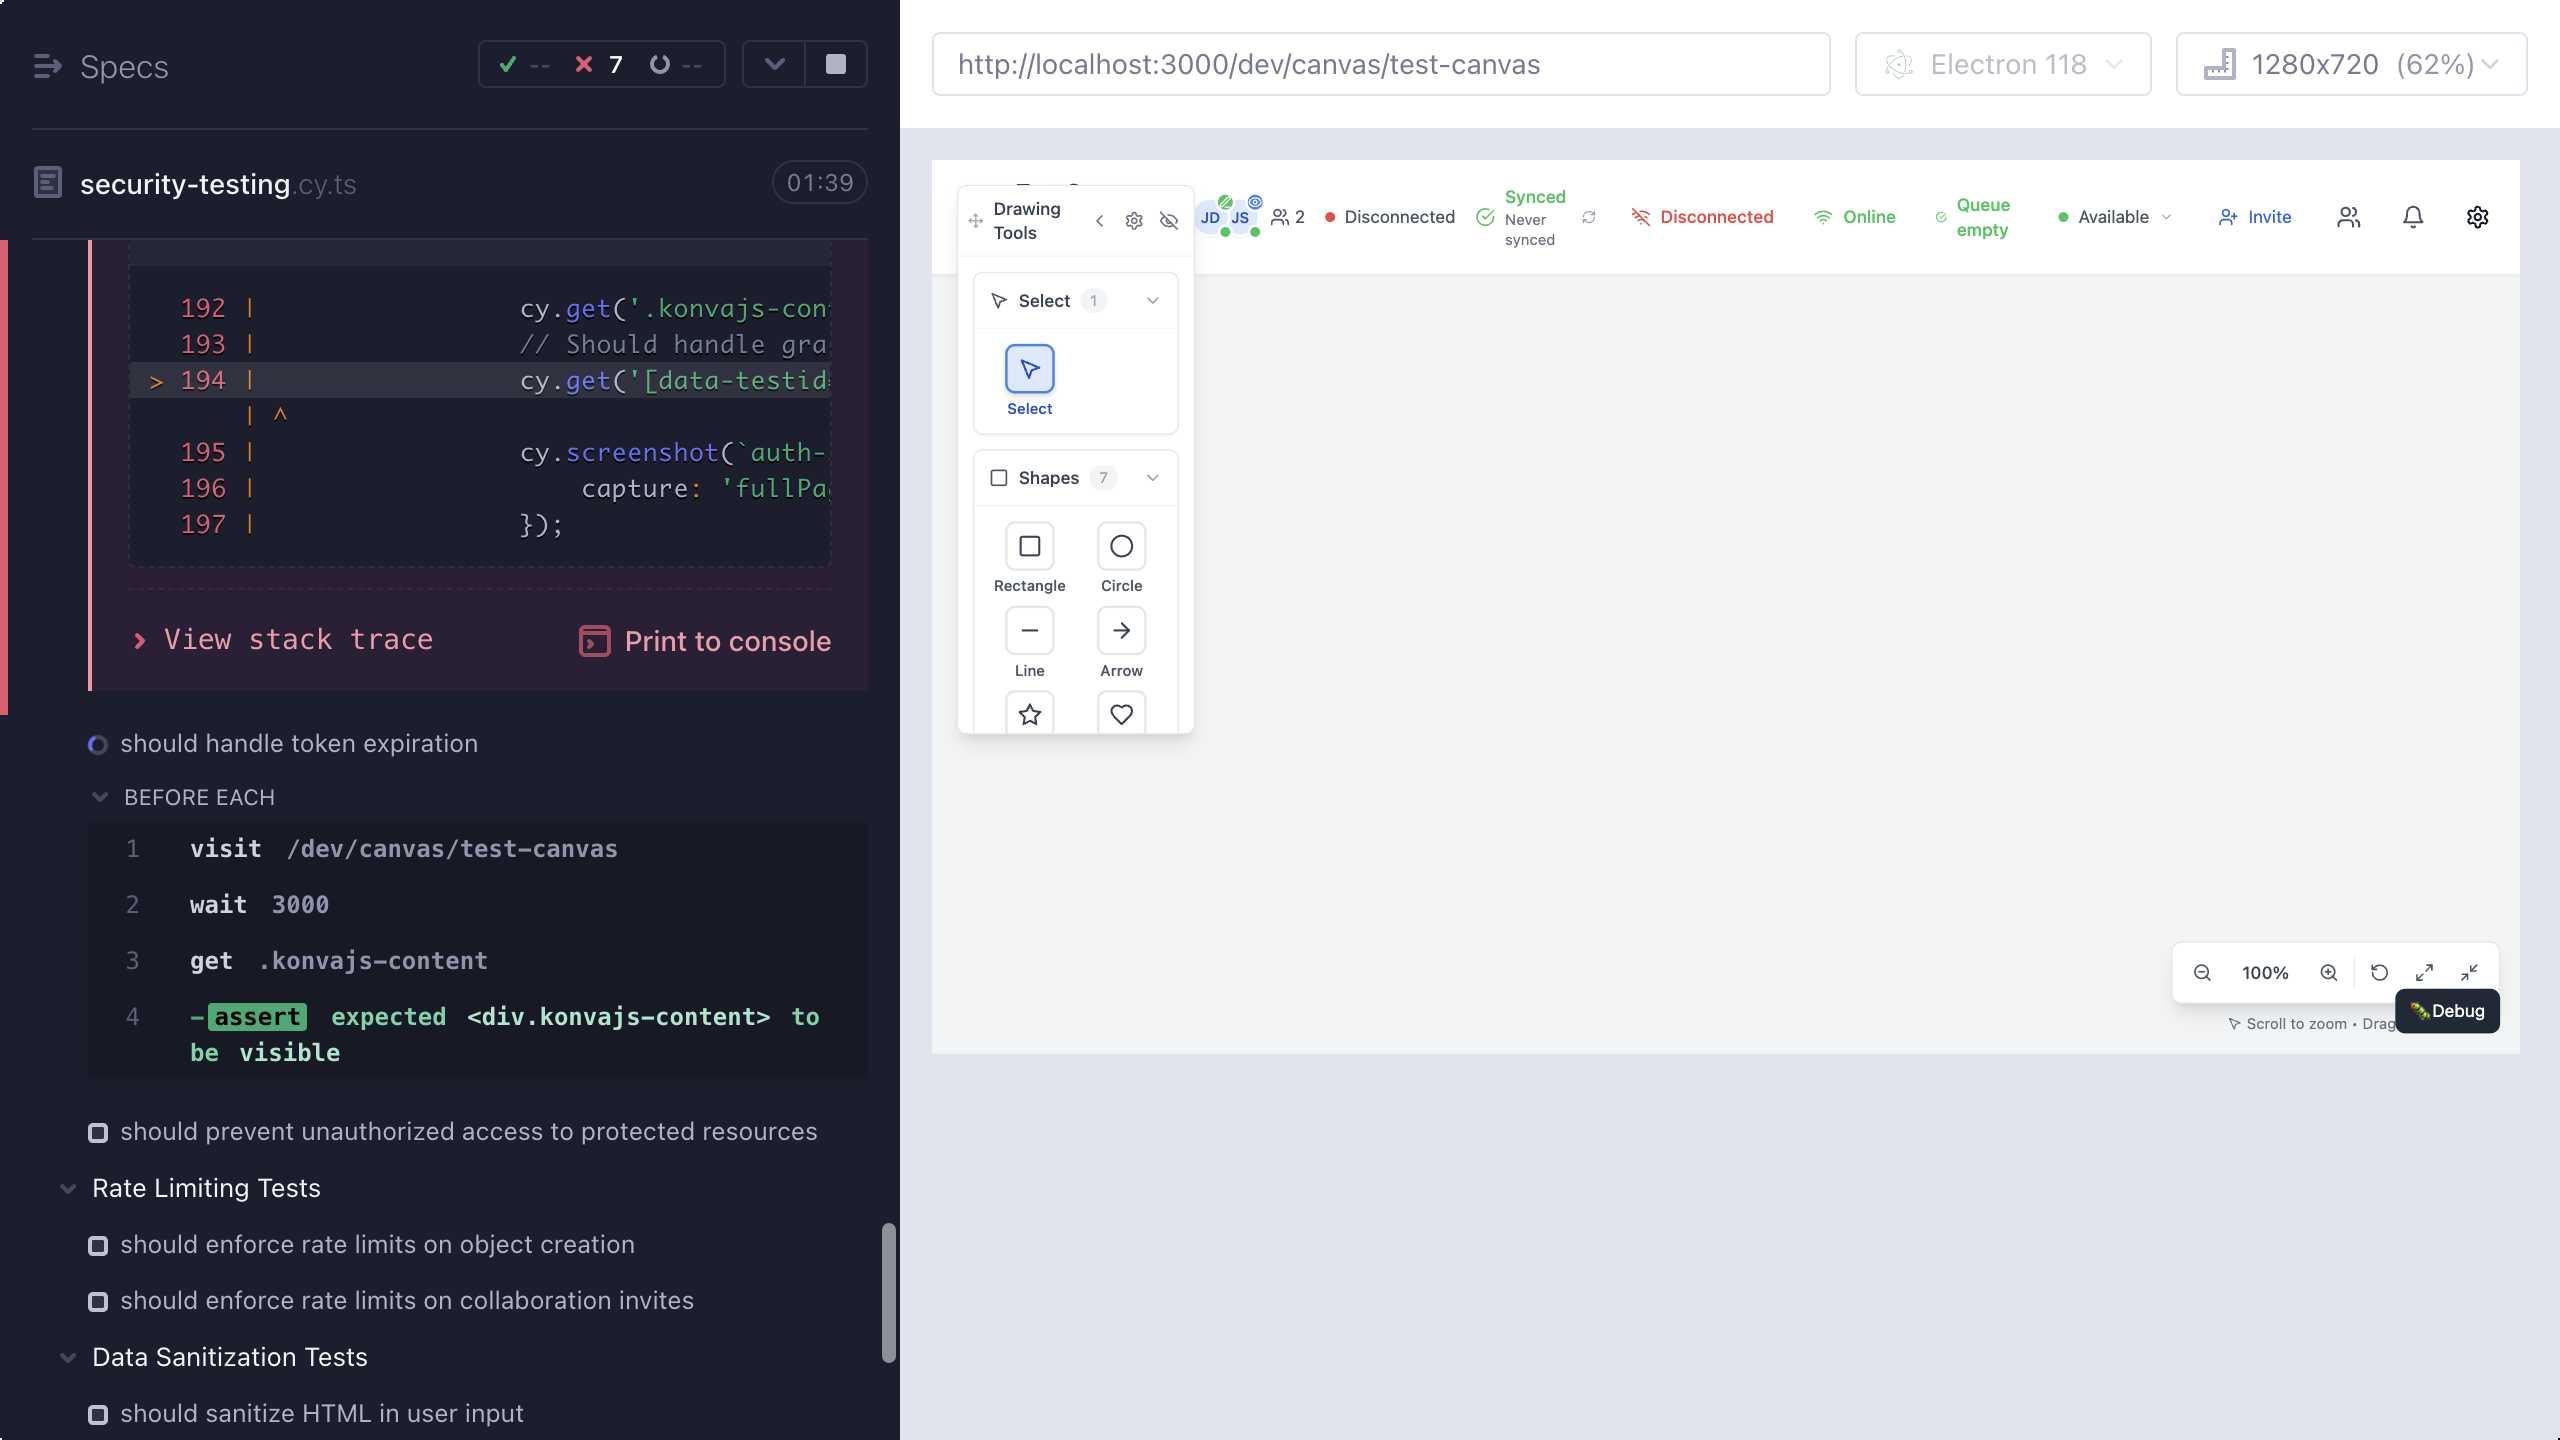 Specs
-- 7 --
security-testing.cy.ts
01:39
192 | cy.get('.konvajs-con
193 | // Should handle gra
> 194 | cy.get('[data-testid
| ^
195 | cy.screenshot(`auth-
196 | capture: 'fullPa
197 | });
View stack trace
Print to console
should handle token expiration
BEFORE EACH
1 visit /dev/canvas/test-canvas
2 wait 3000
3 get .konvajs-content
4 -assert expected <div.konvajs-content> to
be visible
should prevent unauthorized access to protected resources
Rate Limiting Tests
should enforce rate limits on object creation
should enforce rate limits on collaboration invites
Data Sanitization Tests
should sanitize HTML in user input
http://localhost:3000/dev/canvas/test-canvas
Electron 118
1280x720 (62%)
Drawing
Tools
JD
JS
2
Disconnected
Synced
Never
synced
Disconnected
Online
Queue
empty
Available
Invite
Select 1
Select
Shapes 7
Rectangle
Circle
Line
Arrow
100%
Scroll to zoom • Drag
Debug